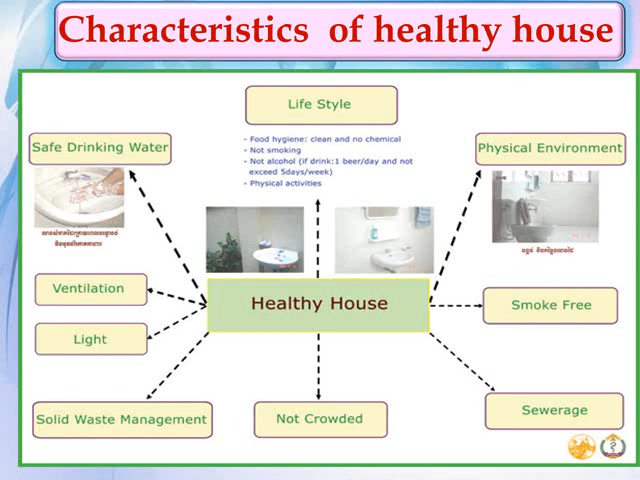 Characteristics of healthy house
Life Style
Safe Drinking Water
- Food hygiene: clean and no chemical
- Not smoking
- Not alcohol (if drink:1 beer/day and not
exceed 5days/week)
- Physical activities
Physical Environment
Ventilation
Healthy House
Smoke Free
Light
Solid Waste Management
Not Crowded
Sewerage